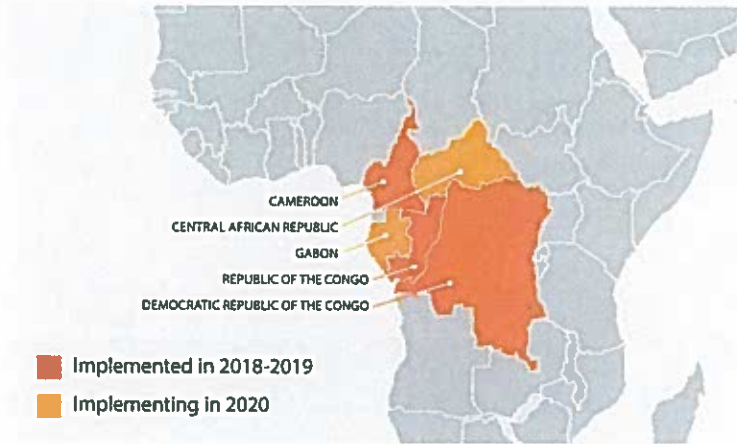 CAMEROON
CENTRAL AFRICAN REPUBLIC
GABON
REPUBLIC OF THE CONGO
DEMOCRATIC REPUBLIC OF THE CONGO
Implemented in 2018-2019
Implementing in 2020